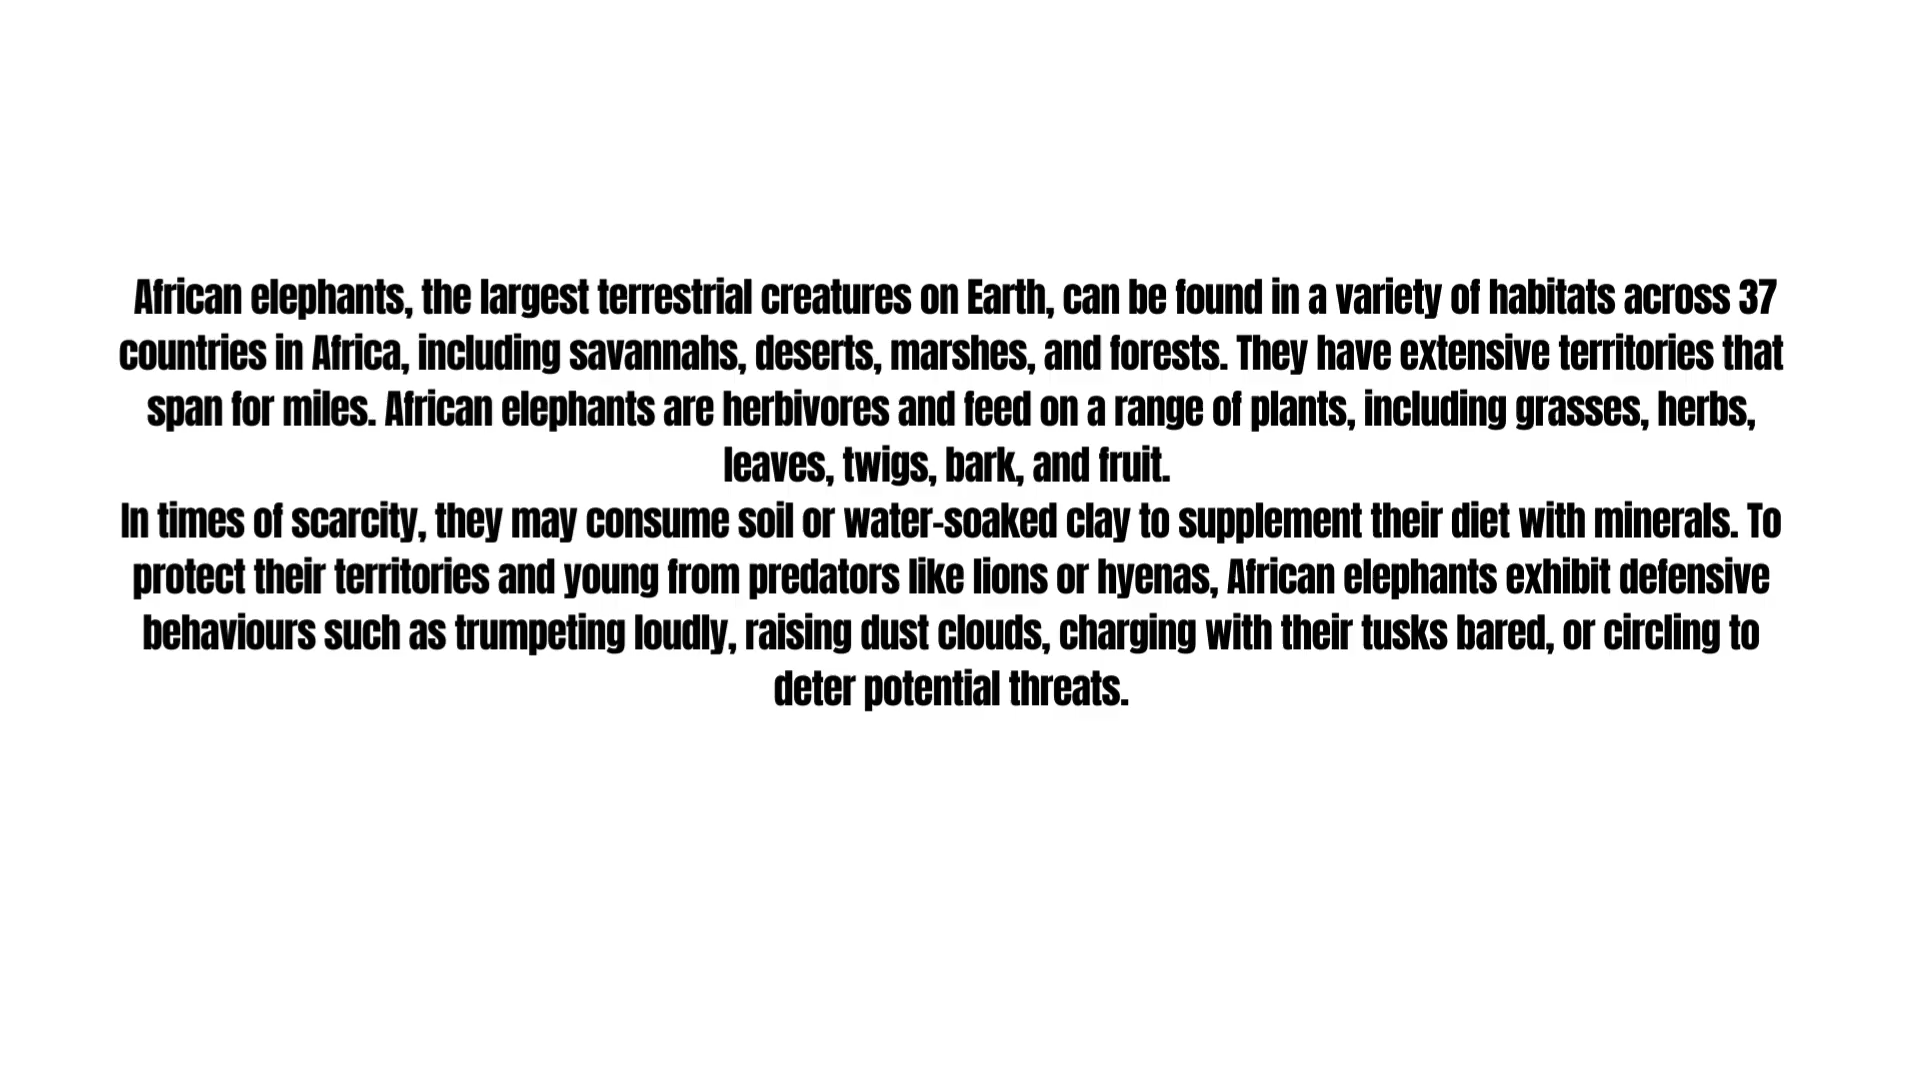 African elephants, the largest terrestrial creatures on Earth, can be found in a variety of habitats across 37
countries in Africa, including savannahs, deserts, marshes, and forests. They have extensive territories that
span for miles. African elephants are herbivores and feed on a range of plants, including grasses, herbs,
leaves, twigs, bark, and fruit.
In times of scarcity, they may consume soil or water-soaked clay to supplement their diet with minerals. To
protect their territories and young from predators like lions or hyenas, African elephants exhibit defensive
behaviours such as trumpeting loudly, raising dust clouds, charging with their tusks bared, or circling to
deter potential threats.